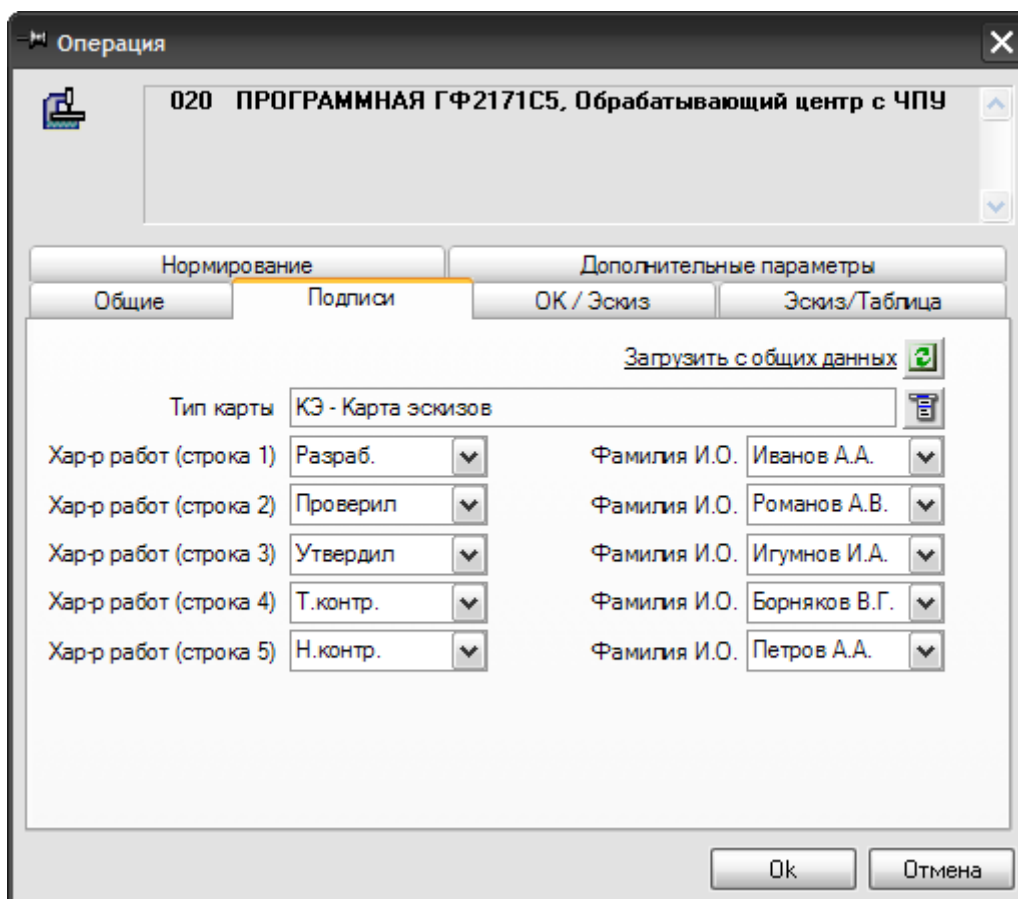 Операция
020 ПРОГРАММНАЯ ГФ2171С5, Обрабатывающий центр с ЧПУ
Нормирование Дополнительные параметры
Общие Подписи ОК / Эскиз Эскиз/Таблица
Загрузить с общих данных
Тип карты КЭ - Карта эскизов
Хар-р работ (строка 1) Разраб. Фамилия И.О. Иванов А.А.
Хар-р работ (строка 2) Проверил Фамилия И.О. Романов А.В.
Хар-р работ (строка 3) Утвердил Фамилия И.О. Игумнов И.А.
Хар-р работ (строка 4) Т.контр. Фамилия И.О. Борняков В.Г.
Хар-р работ (строка 5) Н.контр. Фамилия И.О. Петров А.А.
Ok Отмена